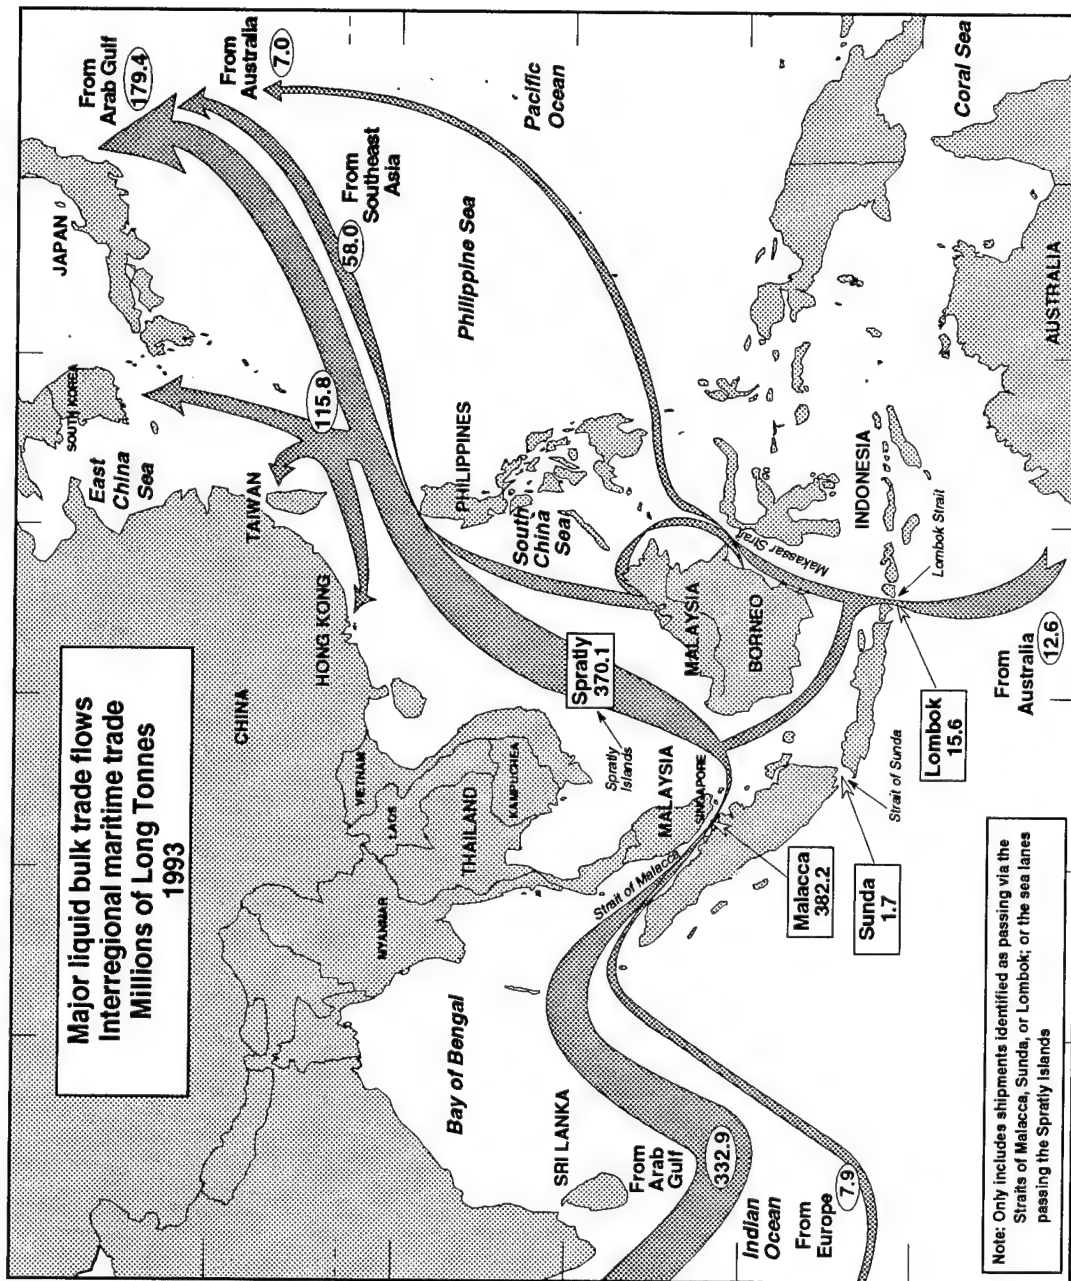 Major liquid bulk trade flows
Interregional maritime trade
Millions of Long Tonnes
1993
CHINA
JAPAN
SOUTH KOREA
East
China
Sea
TAIWAN
HONG KONG
From
Arab Gulf
179.4
From
Australia
7.0
115.8
58.0
From
Southeast
Asia
Pacific
Ocean
Philippine Sea
PHILIPPINES
South
China
Sea
VIETNAM
LAOS
MYANMAR
THAILAND
KAMPUCHEA
Bay of Bengal
SRI LANKA
Spratly
370.1
Spratly
Islands
MALAYSIA
SINGAPORE
Strait of Malacca
MALAYSIA
BORNEO
Makassar Strait
INDONESIA
Lombok Strait
Coral Sea
AUSTRALIA
From
Arab
Gulf
332.9
Indian
Ocean
From
Europe
7.9
Malacca
382.2
Sunda
1.7
Strait of Sunda
Lombok
15.6
From
Australia
12.6
Note: Only includes shipments identified as passing via the
Straits of Malacca, Sunda, or Lombok; or the sea lanes
passing the Spratly Islands